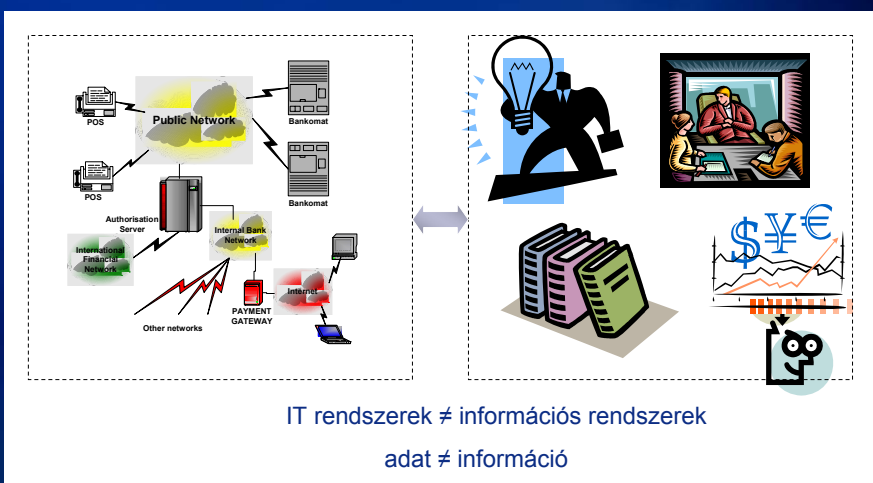 POS
Public Network
Bankomat
POS
Bankomat
Authorisation
Server
Internal Bank
Network
International
Financial
Network
Internet
PAYMENT
GATEWAY
Other networks
$ ¥ €
IT rendszerek ≠ információs rendszerek
adat ≠ információ